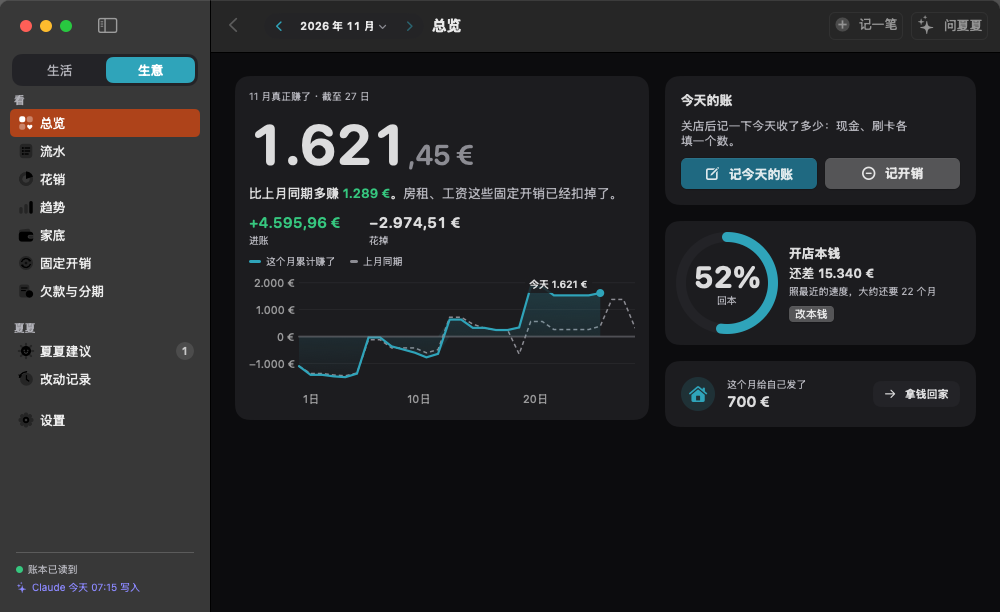 2026 年 11 月
总览
记一笔
问夏夏
生活
生意
看
总览
流水
花销
趋势
家底
固定开销
欠款与分期
夏夏
夏夏建议
1
改动记录
设置
账本已读到
Claude 今天 07:15 写入
11 月真正赚了 · 截至 27 日
1.621,45 €
比上月同期多赚 1.289 €。房租、工资这些固定开销已经扣掉了。
+4.595,96 €
进账
−2.974,51 €
花掉
这个月累计赚了
上月同期
今天 1.621 €
2.000 €
1.000 €
0 €
−1.000 €
1日
10日
20日
今天的账
关店后记一下今天收了多少：现金、刷卡各
填一个数。
记今天的账
记开销
52%
回本
开店本钱
还差 15.340 €
照最近的速度，大约还要 22 个月
改本钱
这个月给自己发了
700 €
拿钱回家